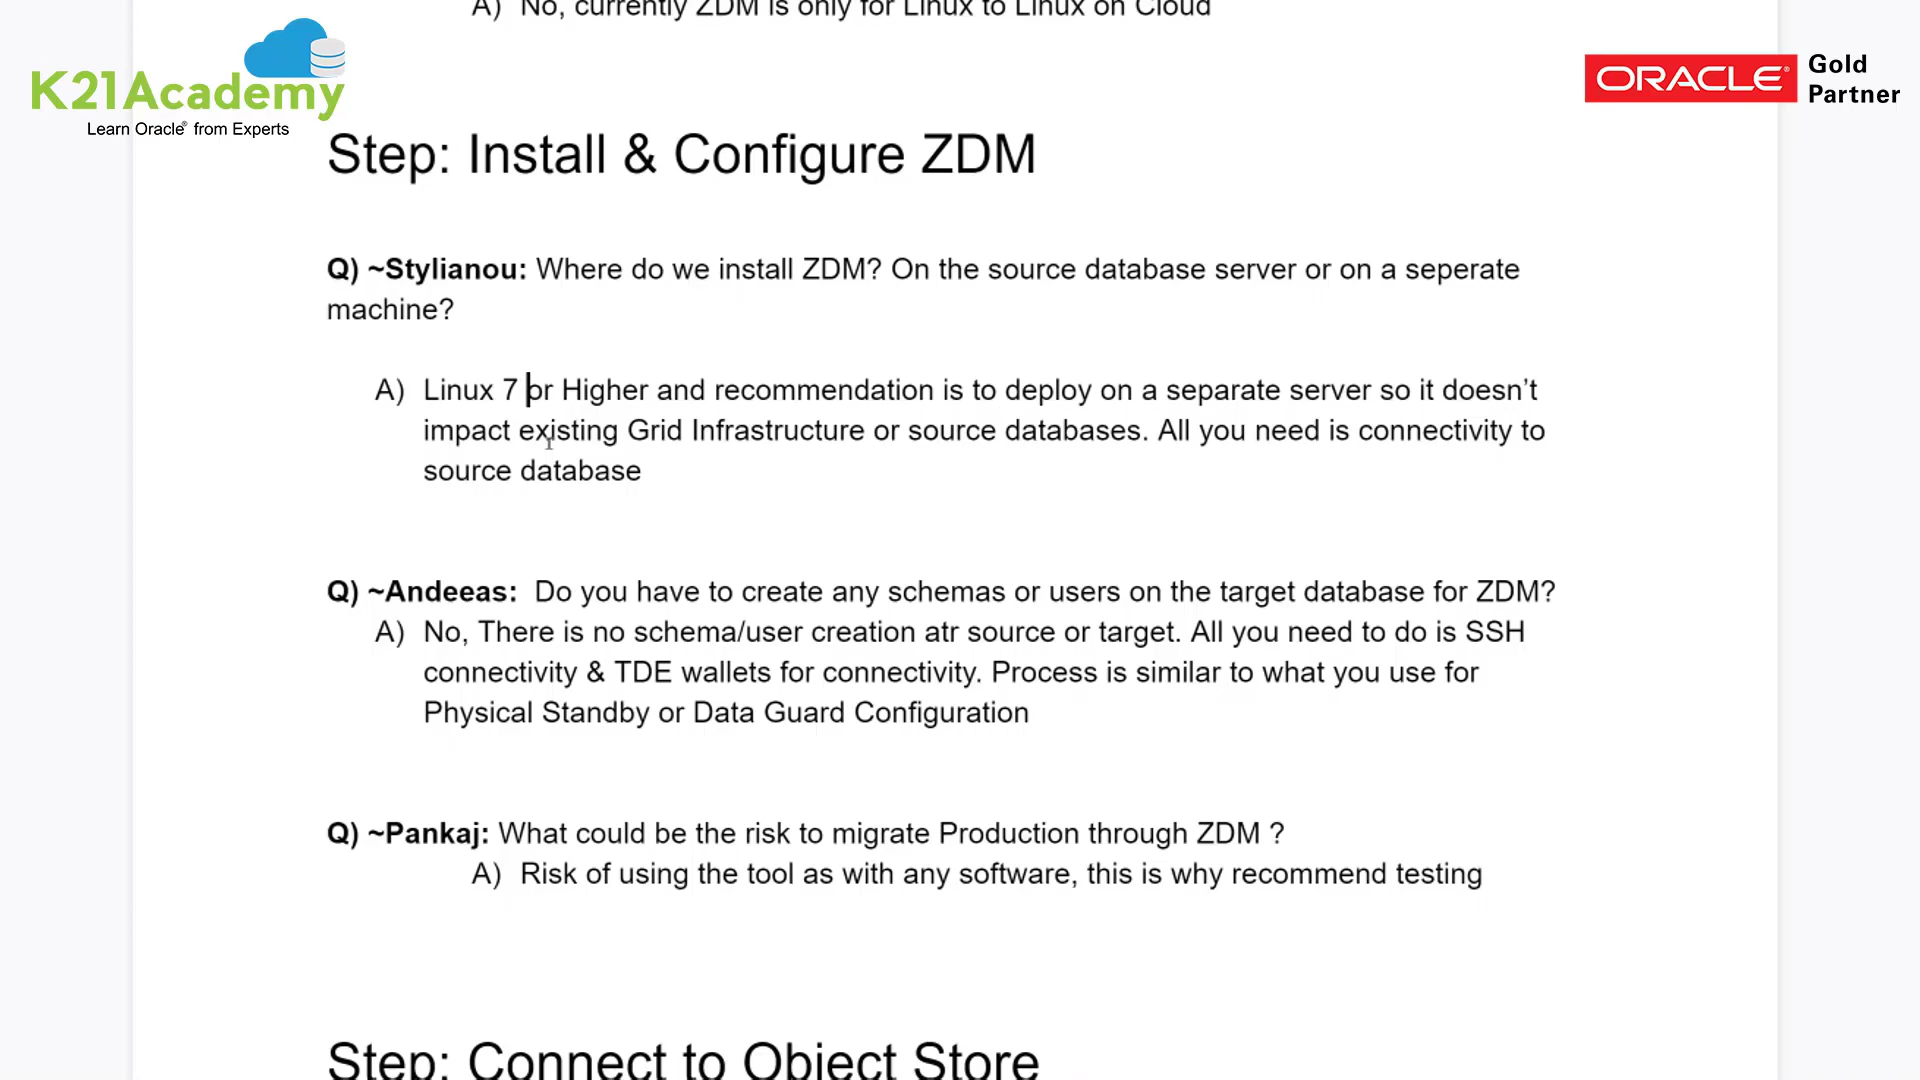 A) No, currently ZDM is only for Linux to Linux on Cloud
K21Academy
Learn Oracle® from Experts
ORACLE® Gold
Partner
Step: Install & Configure ZDM
Q) ~Stylianou: Where do we install ZDM? On the source database server or on a seperate
machine?
A) Linux 7 or Higher and recommendation is to deploy on a separate server so it doesn’t
impact existing Grid Infrastructure or source databases. All you need is connectivity to
source database
Q) ~Andeeas: Do you have to create any schemas or users on the target database for ZDM?
A) No, There is no schema/user creation atr source or target. All you need to do is SSH
connectivity & TDE wallets for connectivity. Process is similar to what you use for
Physical Standby or Data Guard Configuration
Q) ~Pankaj: What could be the risk to migrate Production through ZDM ?
A) Risk of using the tool as with any software, this is why recommend testing
Step: Connect to Object Store